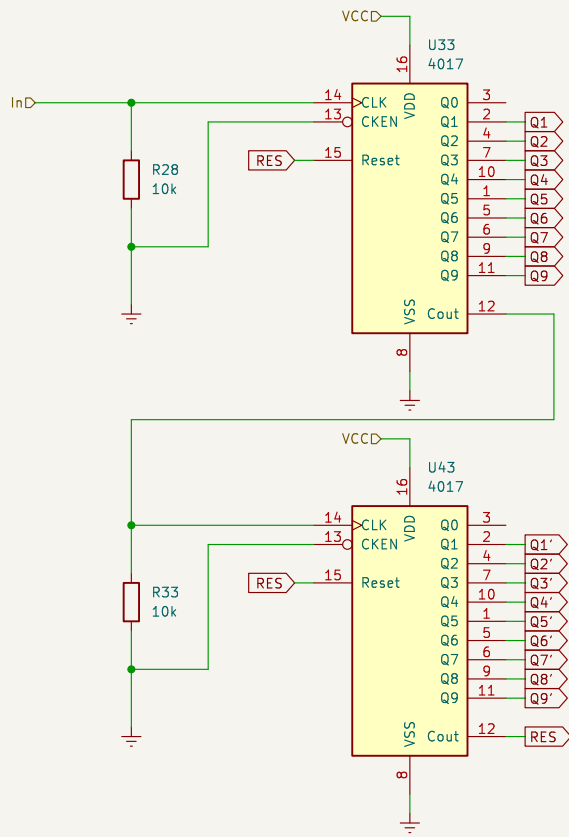 VCC
U33
4017
16
VDD
In
14
CLK
13
CKEN
RES
15
Reset
R28
10k
Q0
3
Q1
2
Q1
Q2
4
Q2
Q3
7
Q3
Q4
10
Q4
Q5
1
Q5
Q6
5
Q6
Q7
6
Q7
Q8
9
Q8
Q9
11
Q9
Cout
12
VSS
8
VCC
U43
4017
16
VDD
14
CLK
13
CKEN
RES
15
Reset
R33
10k
Q0
3
Q1
2
Q1'
Q2
4
Q2'
Q3
7
Q3'
Q4
10
Q4'
Q5
1
Q5'
Q6
5
Q6'
Q7
6
Q7'
Q8
9
Q8'
Q9
11
Q9'
Cout
12
RES
VSS
8